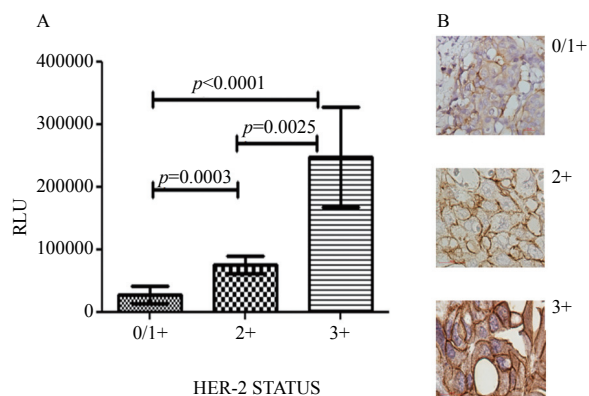 A
B
400000
300000
200000
100000
0
RLU
p<0.0001
p=0.0025
p=0.0003
0/1+
2+
3+
HER-2 STATUS
0/1+
2+
3+